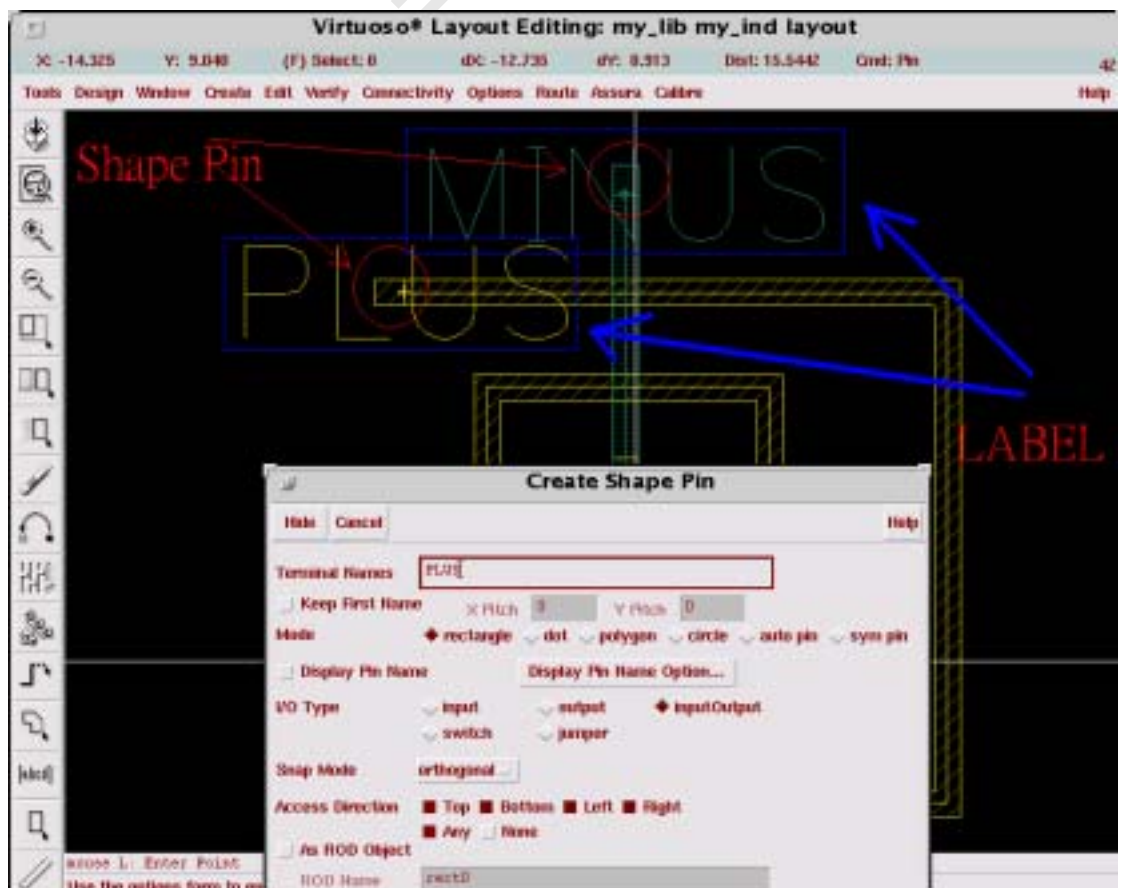 Virtuoso® Layout Editing: my_lib my_ind layout
X: -14.325 Y: 9.040 (F) Select: 0 dX: -12.735 dY: 8.913 Dist: 15.5442 Cmd: Pin 42
Tools Design Window Create Edit Verify Connectivity Options Route Assura Calibre Help
Shape Pin
MINUS
PLUS
LABEL
Create Shape Pin
Hide Cancel Help
Terminal Names PLUS
Keep First Name X Pitch 0 Y Pitch 0
Mode rectangle dot polygon circle auto pin sym pin
Display Pin Name Display Pin Name Option...
I/O Type input output inputOutput
switch jumper
Snap Mode orthogonal
Access Direction Top Bottom Left Right
Any None
As ROD Object
ROD Name rect0
[abcd]
mouse L: Enter Point
Use the options form to